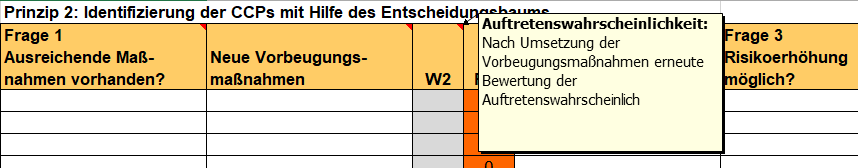 Prinzip 2: Identifizierung der CCPs mit Hilfe des Entscheidungsbaums
Frage 1
Ausreichende Maß-
nahmen vorhanden?
Neue Vorbeugungs-
maßnahmen
W2
Auftretenswahrscheinlichkeit:
Nach Umsetzung der
Vorbeugungsmaßnahmen erneute
Bewertung der
Auftretenswahrscheinlich
Frage 3
Risikoerhöhung
möglich?
0